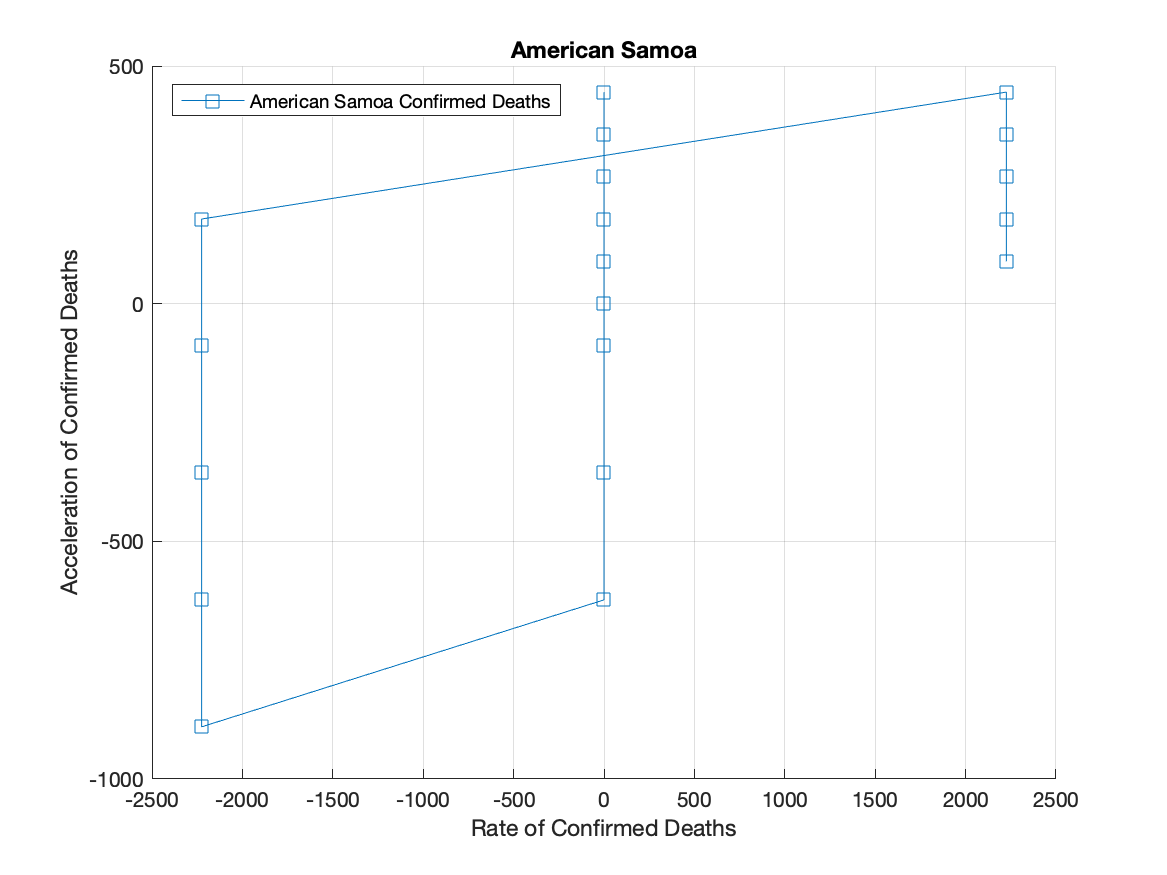 American Samoa
American Samoa Confirmed Deaths
500
0
-500
-1000
Acceleration of Confirmed Deaths
-2500 -2000 -1500 -1000 -500 0 500 1000 1500 2000 2500
Rate of Confirmed Deaths